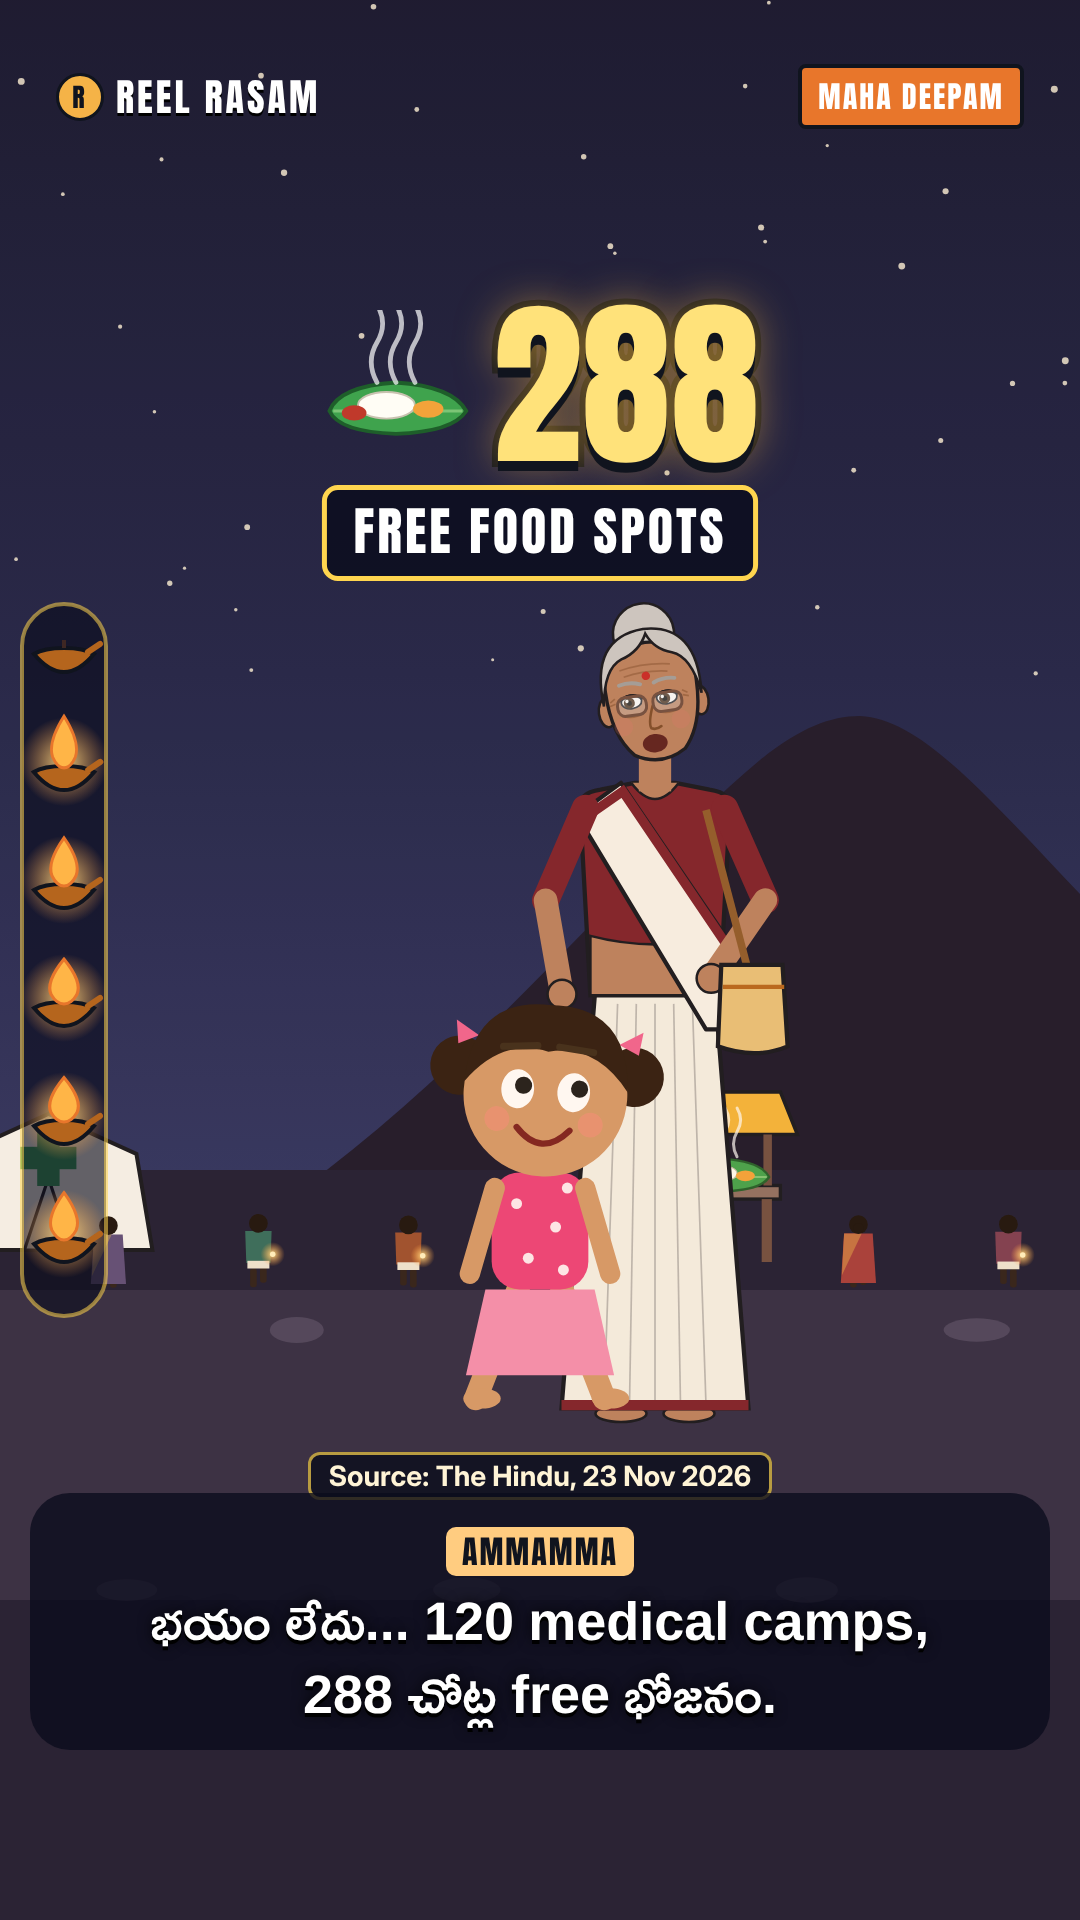 R REEL RASAM
MAHA DEEPAM
288
FREE FOOD SPOTS
Source: The Hindu, 23 Nov 2026
AMMAMMA
భయం లేదు... 120 medical camps,
288 చోట్ల free భోజనం.